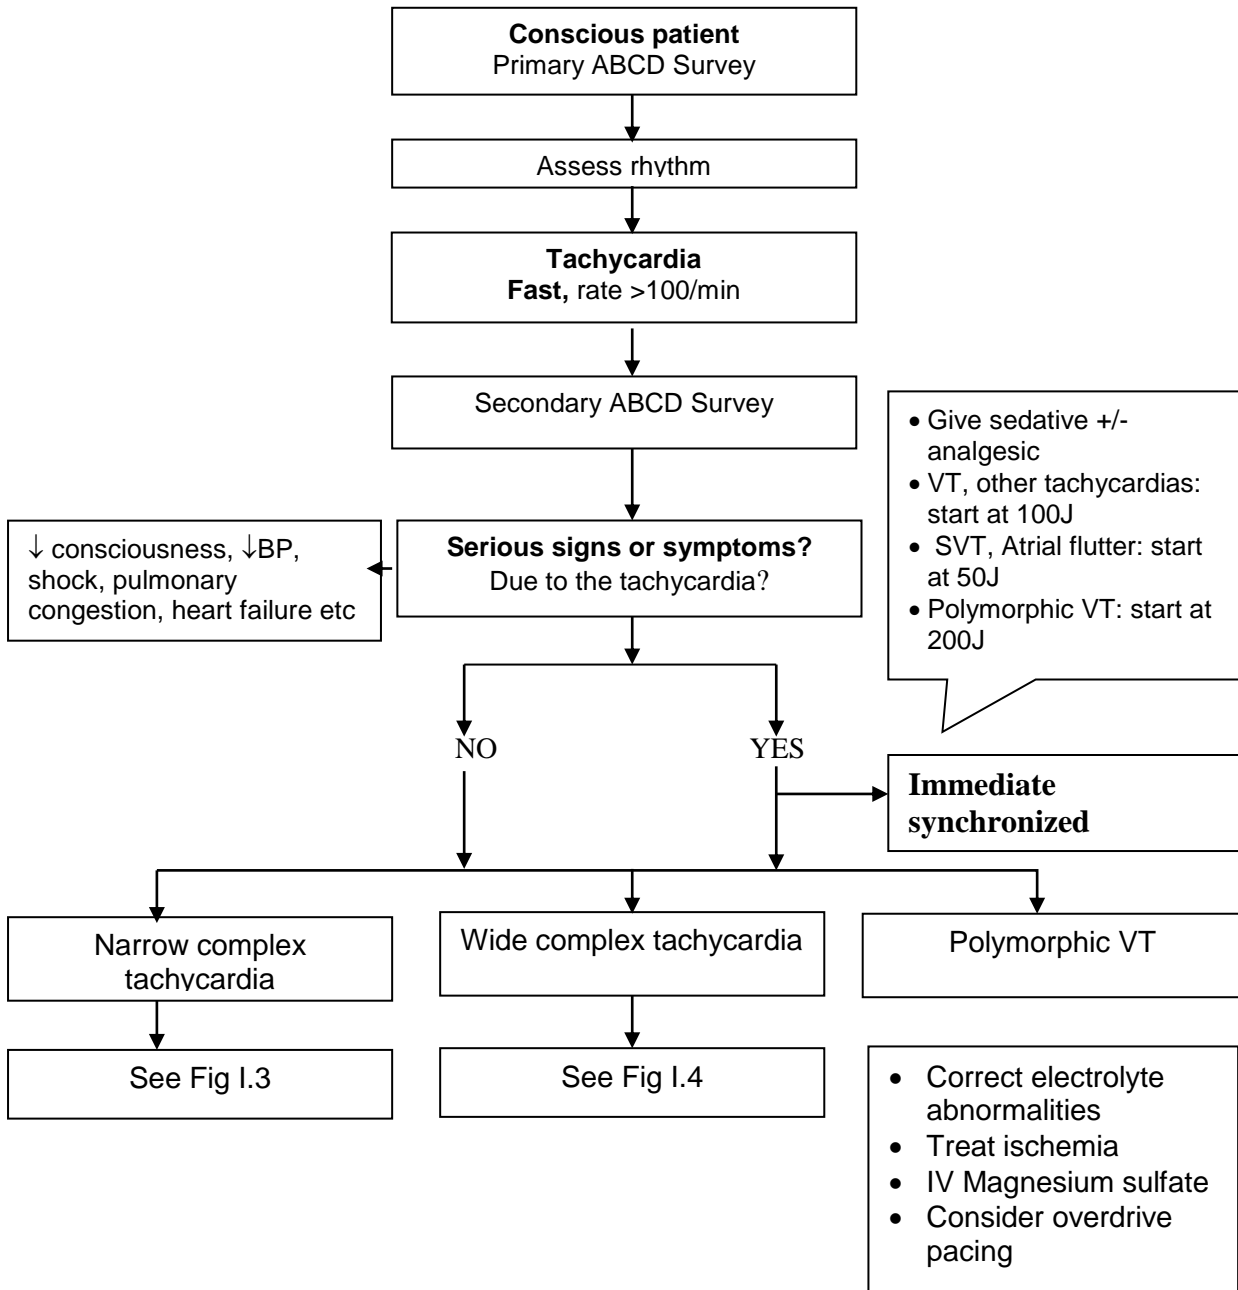 Conscious patient
Primary ABCD Survey
Assess rhythm
Tachycardia
Fast, rate >100/min
Secondary ABCD Survey
• Give sedative +/-
analgesic
• VT, other tachycardias:
start at 100J
• SVT, Atrial flutter: start
at 50J
• Polymorphic VT: start at
200J
↓ consciousness, ↓BP,
shock, pulmonary
congestion, heart failure etc
Serious signs or symptoms?
Due to the tachycardia?
NO
YES
Immediate
synchronized
Narrow complex
tachycardia
Wide complex tachycardia
Polymorphic VT
See Fig I.3
See Fig I.4
• Correct electrolyte
abnormalities
• Treat ischemia
• IV Magnesium sulfate
• Consider overdrive
pacing